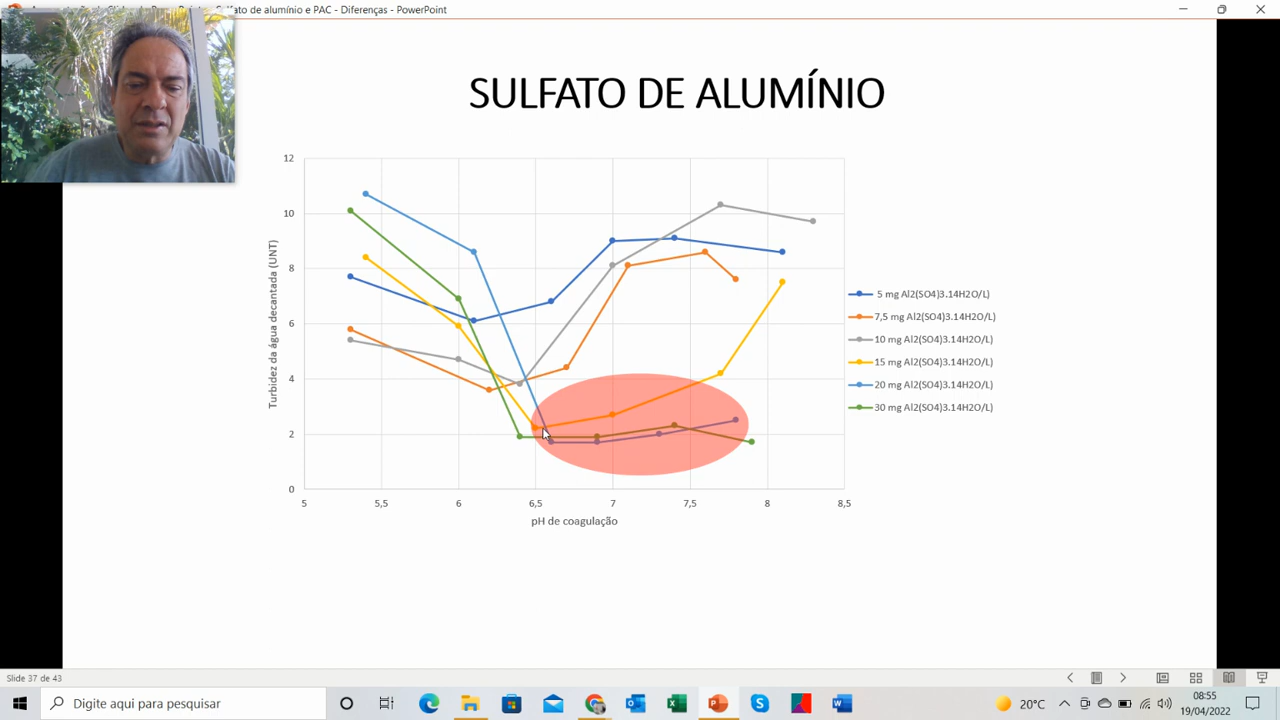 Sulfato de alumínio e PAC - Diferenças - PowerPoint
SULFATO DE ALUMÍNIO
Turbidez da água decantada (UNT)
12
10
8
6
4
2
0
5
5,5
6
6,5
7
7,5
8
8,5
pH de coagulação
5 mg Al2(SO4)3.14H2O/L)
7,5 mg Al2(SO4)3.14H2O/L)
10 mg Al2(SO4)3.14H2O/L)
15 mg Al2(SO4)3.14H2O/L)
20 mg Al2(SO4)3.14H2O/L)
30 mg Al2(SO4)3.14H2O/L)
Slide 37 de 43
Digite aqui para pesquisar
20°C
08:55
19/04/2022